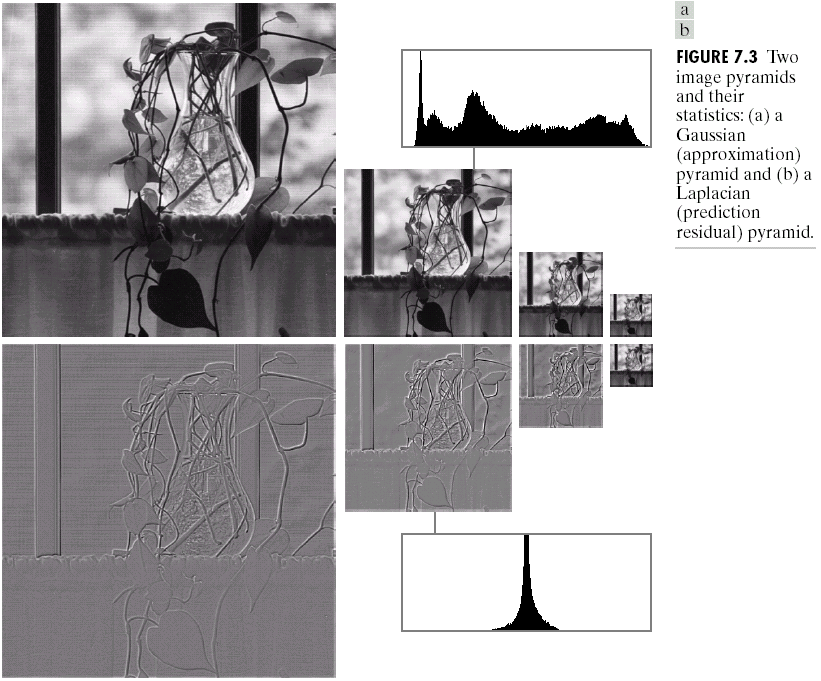 a
b
FIGURE 7.3 Two
image pyramids
and their
statistics: (a) a
Gaussian
(approximation)
pyramid and (b) a
Laplacian
(prediction
residual) pyramid.